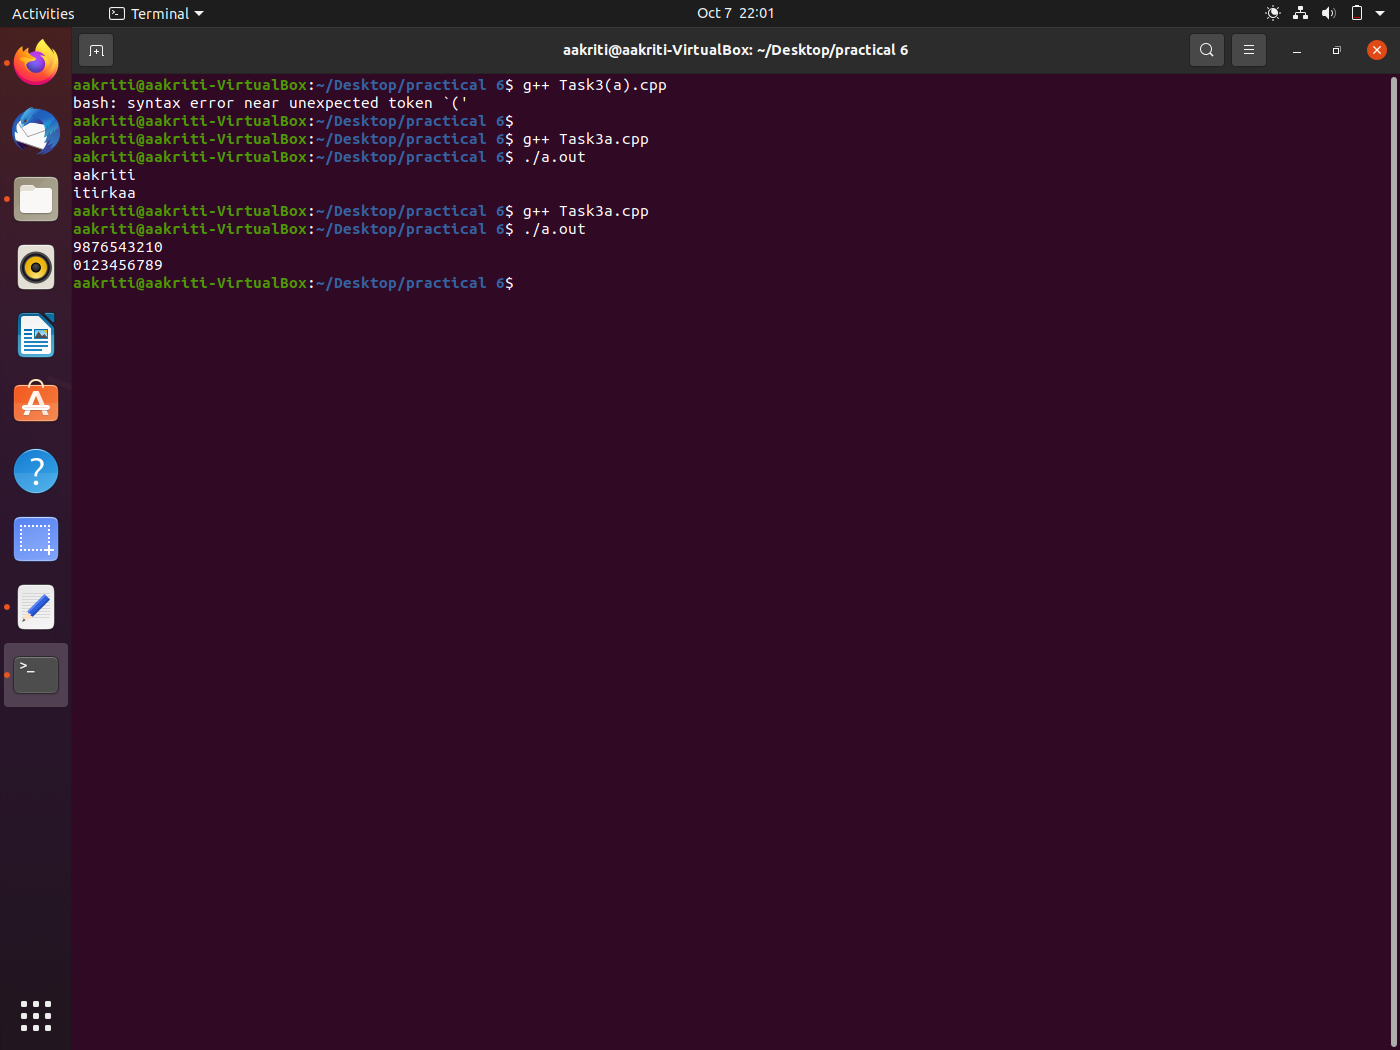 Activities Terminal Oct 7 22:01
aakriti@aakriti-VirtualBox: ~/Desktop/practical 6
aakriti@aakriti-VirtualBox:~/Desktop/practical 6$ g++ Task3(a).cpp
bash: syntax error near unexpected token `('
aakriti@aakriti-VirtualBox:~/Desktop/practical 6$
aakriti@aakriti-VirtualBox:~/Desktop/practical 6$ g++ Task3a.cpp
aakriti@aakriti-VirtualBox:~/Desktop/practical 6$ ./a.out
aakriti
itirkaa
aakriti@aakriti-VirtualBox:~/Desktop/practical 6$ g++ Task3a.cpp
aakriti@aakriti-VirtualBox:~/Desktop/practical 6$ ./a.out
9876543210
0123456789
aakriti@aakriti-VirtualBox:~/Desktop/practical 6$